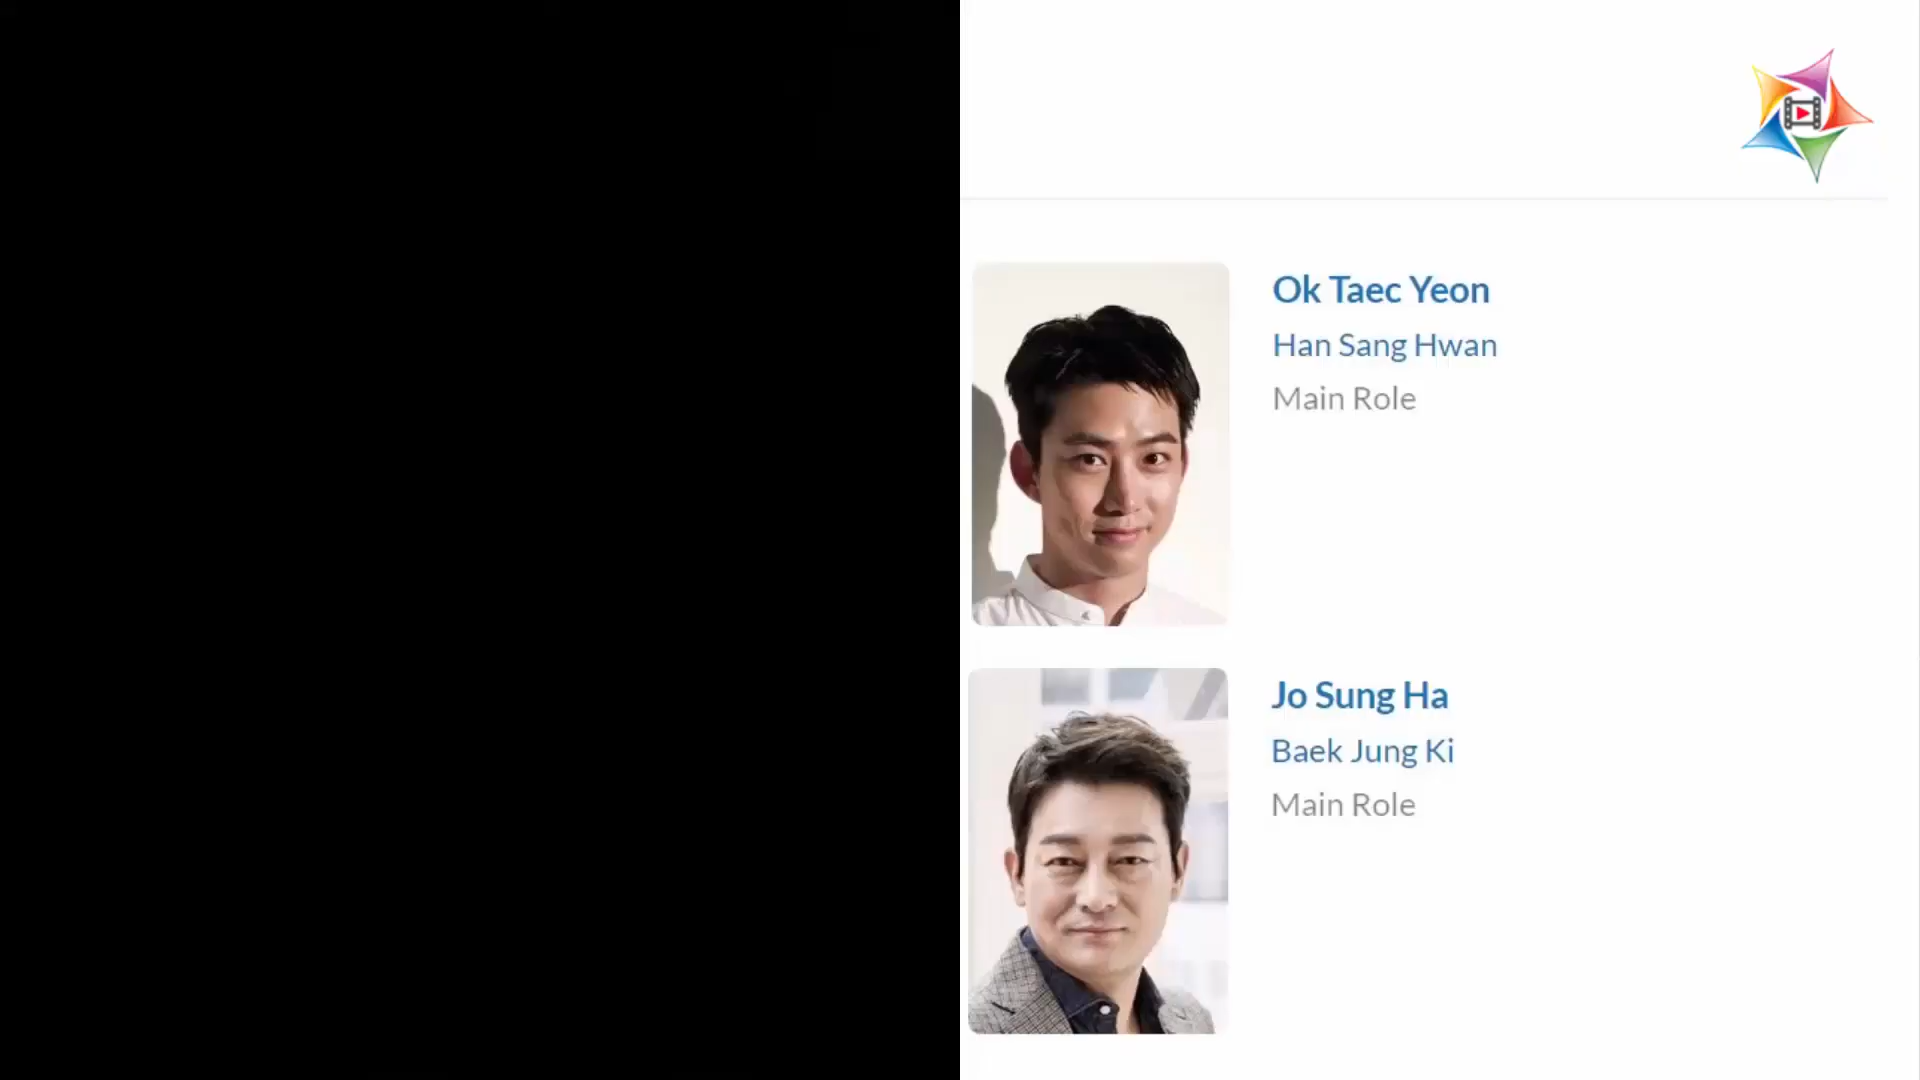 Ok Taec Yeon
Han Sang Hwan
Main Role
Jo Sung Ha
Baek Jung Ki
Main Role